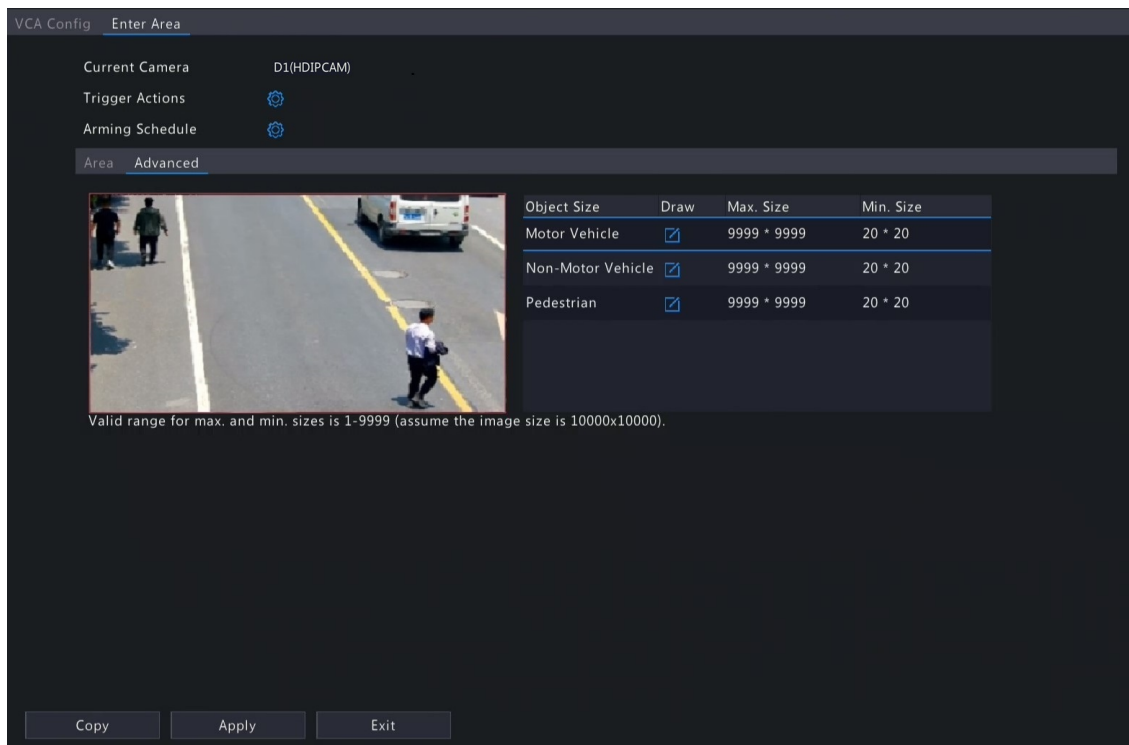 VCA Config Enter Area
Current Camera D1(HDIPCAM)
Trigger Actions
Arming Schedule
Area Advanced
Object Size Draw Max. Size Min. Size
Motor Vehicle 9999 * 9999 20 * 20
Non-Motor Vehicle 9999 * 9999 20 * 20
Pedestrian 9999 * 9999 20 * 20
Valid range for max. and min. sizes is 1-9999 (assume the image size is 10000x10000).
Copy Apply Exit